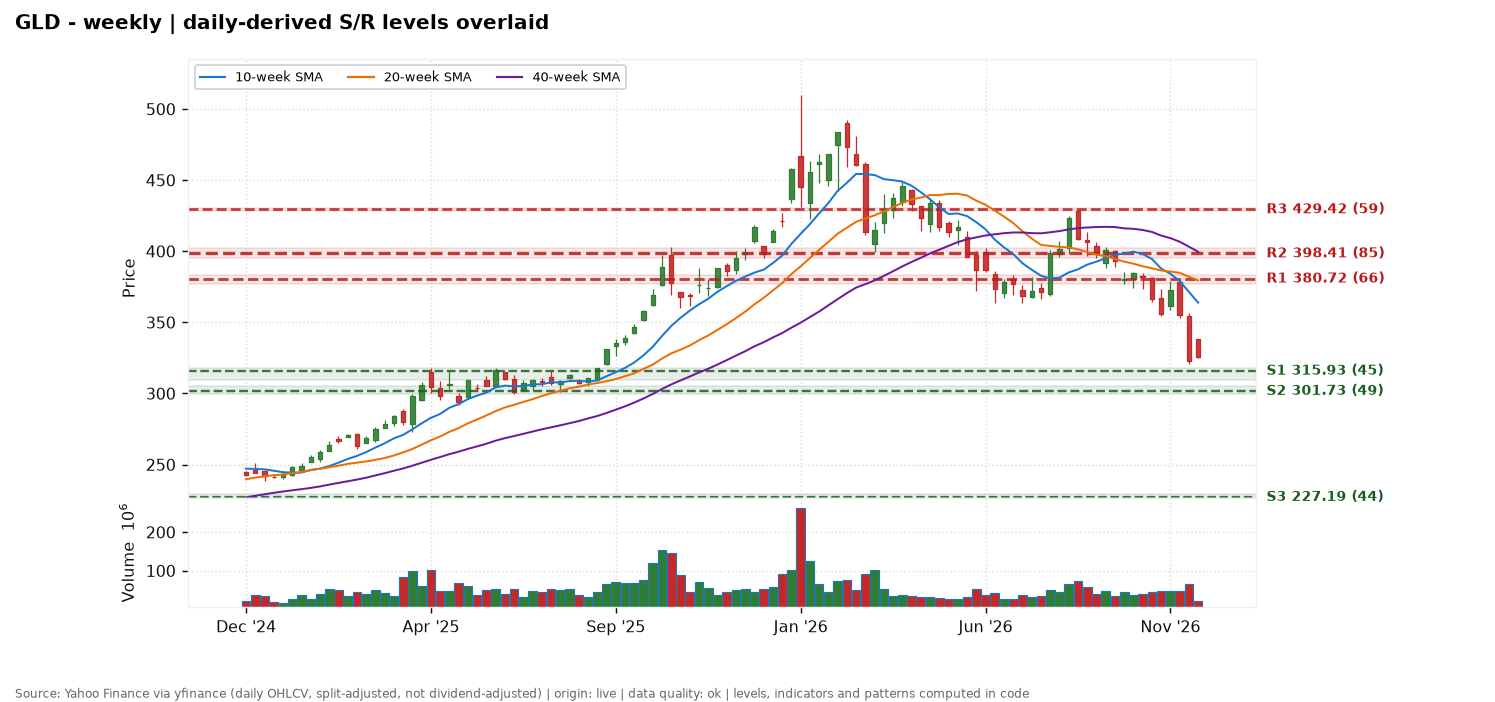 GLD - weekly | daily-derived S/R levels overlaid
10-week SMA
20-week SMA
40-week SMA
Price
500
450
400
350
300
250
R3 429.42 (59)
R2 398.41 (85)
R1 380.72 (66)
S1 315.93 (45)
S2 301.73 (49)
S3 227.19 (44)
Volume 10⁶
200
100
Dec '24
Apr '25
Sep '25
Jan '26
Jun '26
Nov '26
Source: Yahoo Finance via yfinance (daily OHLCV, split-adjusted, not dividend-adjusted) | origin: live | data quality: ok | levels, indicators and patterns computed in code